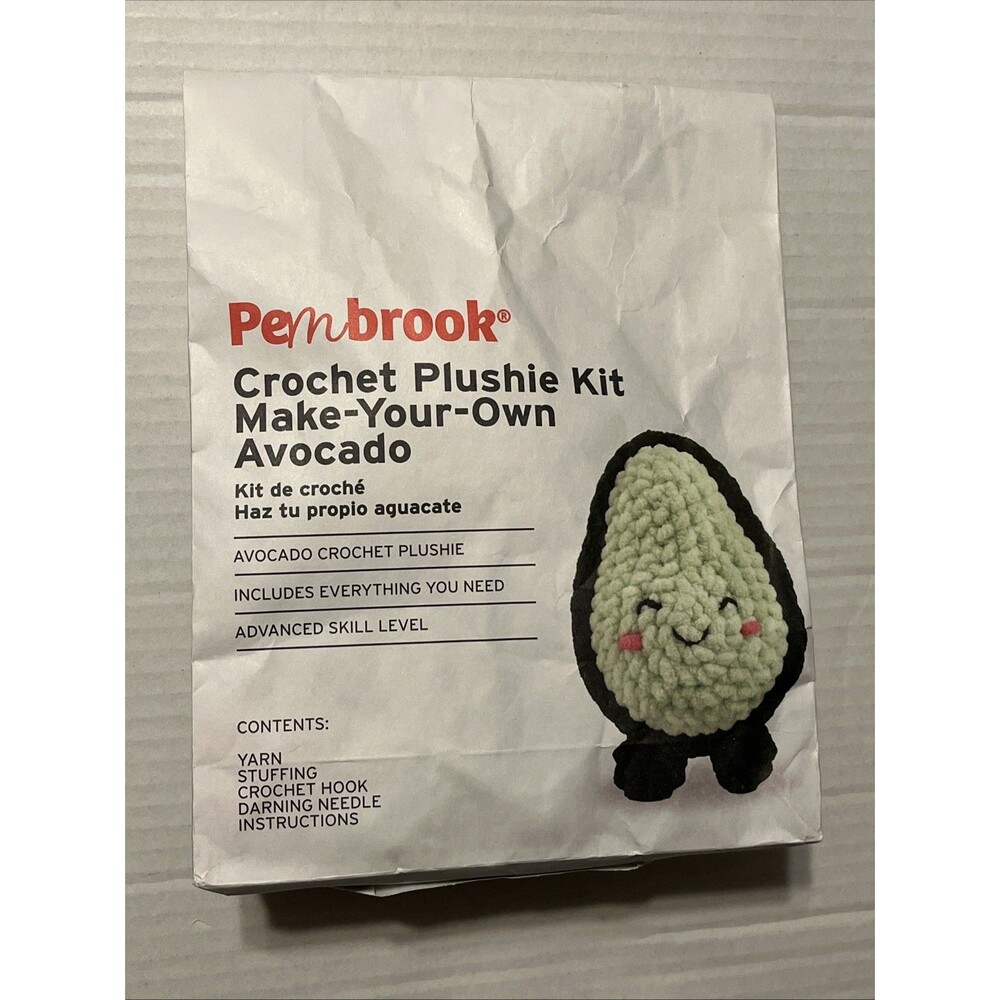 Pembrook®
Crochet Plushie Kit
Make-Your-Own
Avocado
Kit de croché
Haz tu propio aguacate
AVOCADO CROCHET PLUSHIE
INCLUDES EVERYTHING YOU NEED
ADVANCED SKILL LEVEL
CONTENTS:
YARN
STUFFING
CROCHET HOOK
DARNING NEEDLE
INSTRUCTIONS